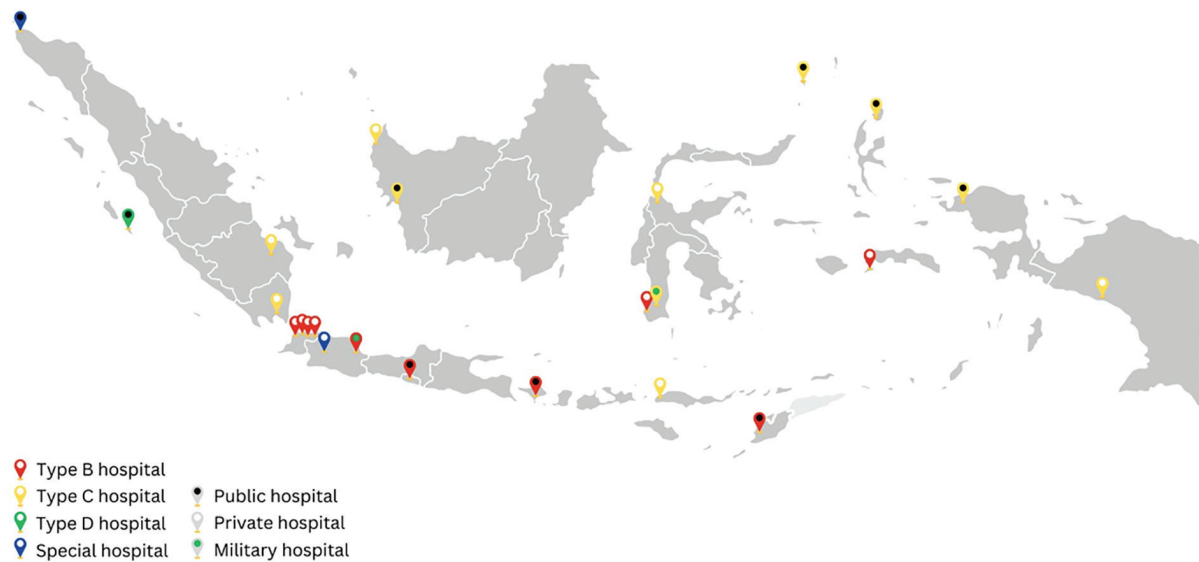 Type B hospital
Type C hospital
Type D hospital
Special hospital
Public hospital
Private hospital
Military hospital